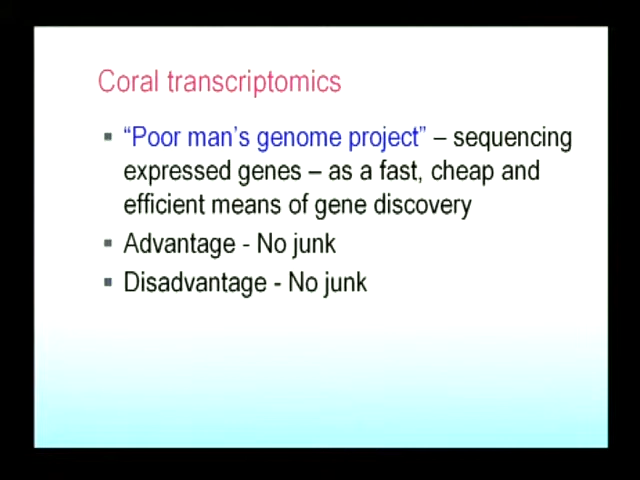 Coral transcriptomics
▪ “Poor man’s genome project” – sequencing
expressed genes – as a fast, cheap and
efficient means of gene discovery
▪ Advantage - No junk
▪ Disadvantage - No junk